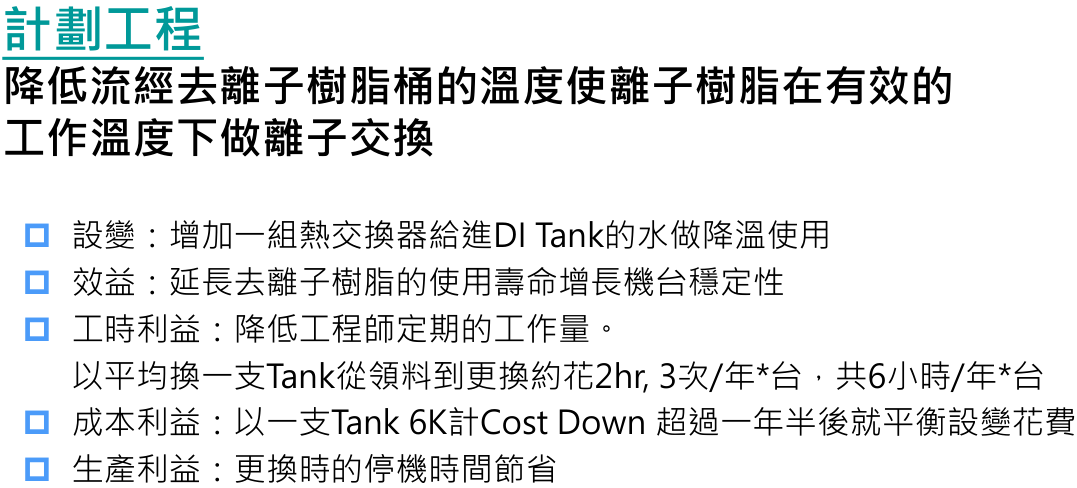 計劃工程
降低流經去離子樹脂桶的溫度使離子樹脂在有效的
工作溫度下做離子交換
設變：增加一組熱交換器給進DI Tank的水做降溫使用
效益：延長去離子樹脂的使用壽命增長機台穩定性
工時利益：降低工程師定期的工作量。
以平均換一支Tank從領料到更換約花2hr, 3次/年*台，共6小時/年*台
成本利益：以一支Tank 6K計Cost Down 超過一年半後就平衡設變花費
生產利益：更換時的停機時間節省